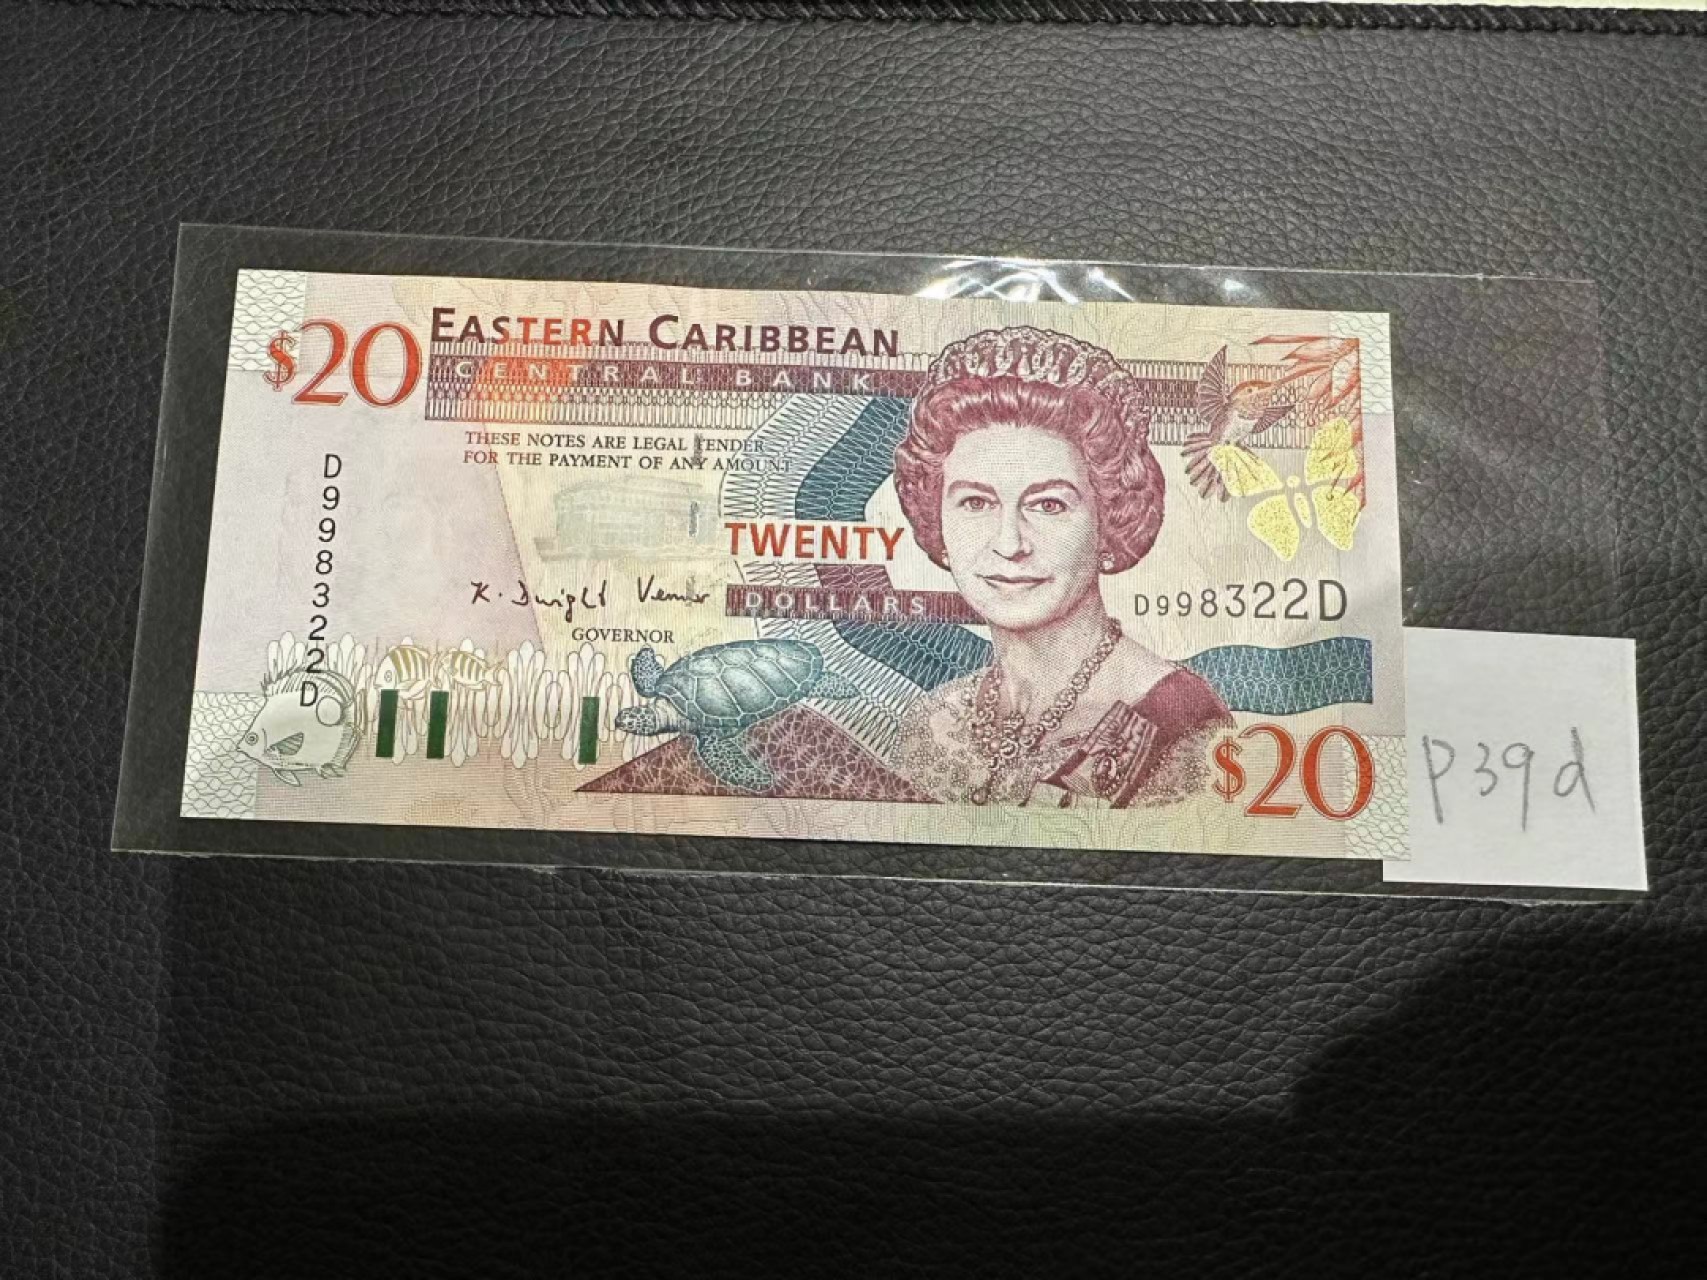 $20
EASTERN CARIBBEAN
CENTRAL BANK
THESE NOTES ARE LEGAL TENDER
FOR THE PAYMENT OF ANY AMOUNT
TWENTY
DOLLARS
K. Dwight Venner
GOVERNOR
D998322D
D998322D
$20
P39d